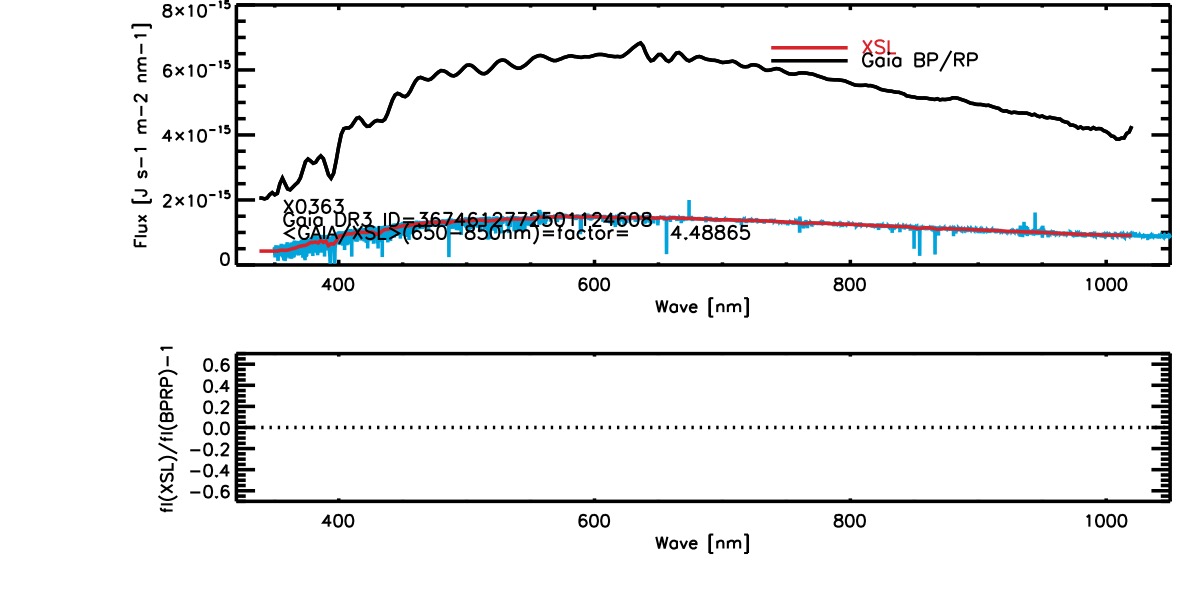 8×10−15
6×10−15
4×10−15
2×10−15
0
Flux [J s−1 m−2 nm−1]
XSL
Gaia BP/RP
X0363
Gaia DR3 ID=3674612772501124608
<GAIA/XSL>(650−850nm)=factor= 4.48865
400 600 800 1000
Wave [nm]
fl(XSL)/fl(BPRP)−1
0.6
0.4
0.2
0.0
−0.2
−0.4
−0.6
400 600 800 1000
Wave [nm]